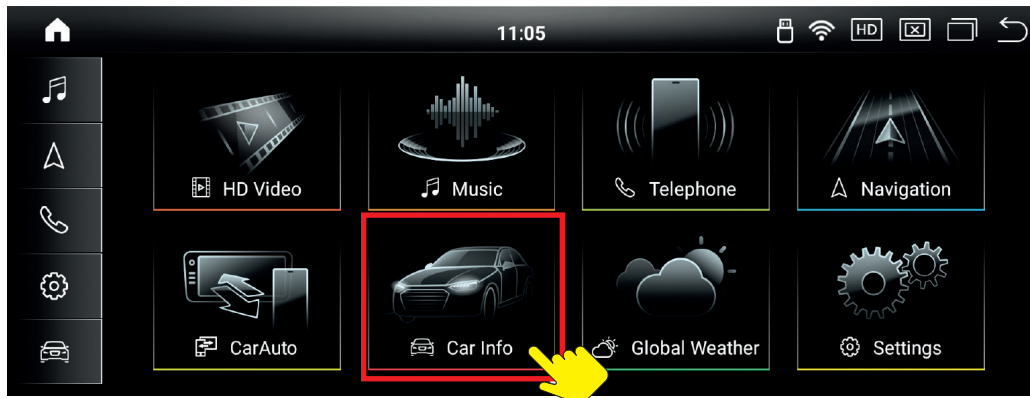 11:05
HD
HD Video
Music
Telephone
Navigation
CarAuto
Car Info
Global Weather
Settings